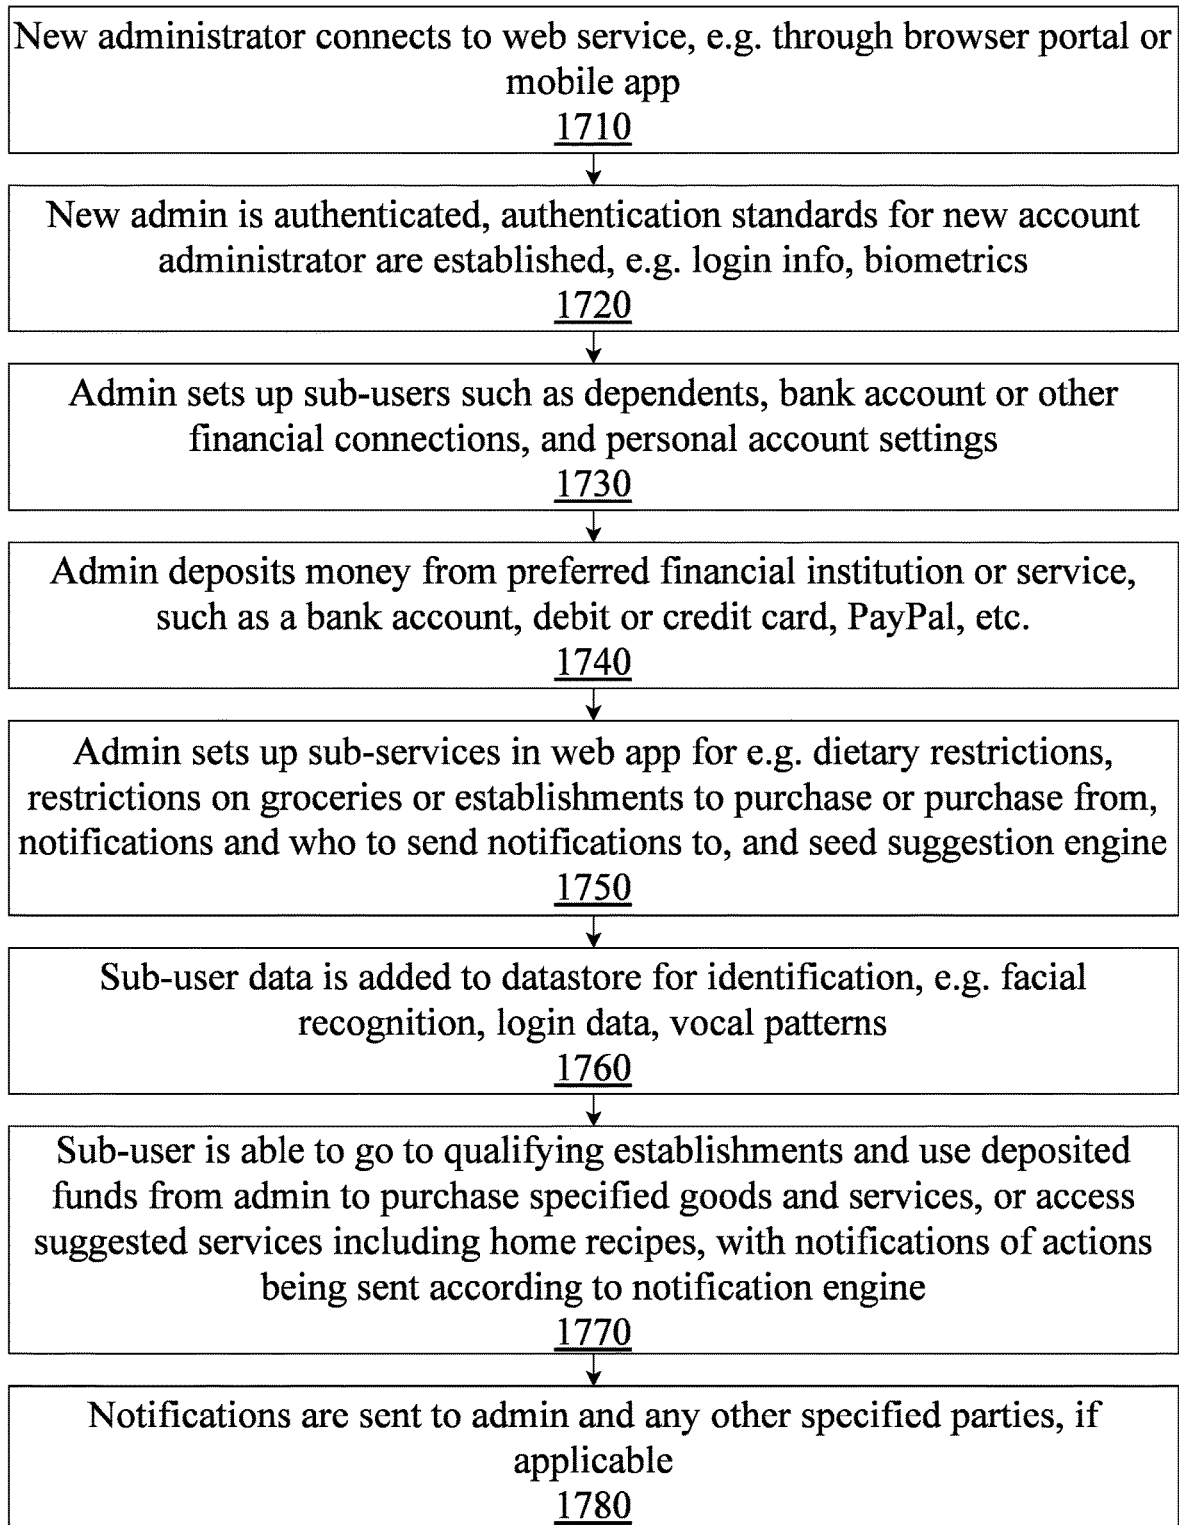 New administrator connects to web service, e.g. through browser portal or
mobile app
1710
New admin is authenticated, authentication standards for new account
administrator are established, e.g. login info, biometrics
1720
Admin sets up sub-users such as dependents, bank account or other
financial connections, and personal account settings
1730
Admin deposits money from preferred financial institution or service,
such as a bank account, debit or credit card, PayPal, etc.
1740
Admin sets up sub-services in web app for e.g. dietary restrictions,
restrictions on groceries or establishments to purchase or purchase from,
notifications and who to send notifications to, and seed suggestion engine
1750
Sub-user data is added to datastore for identification, e.g. facial
recognition, login data, vocal patterns
1760
Sub-user is able to go to qualifying establishments and use deposited
funds from admin to purchase specified goods and services, or access
suggested services including home recipes, with notifications of actions
being sent according to notification engine
1770
Notifications are sent to admin and any other specified parties, if
applicable
1780